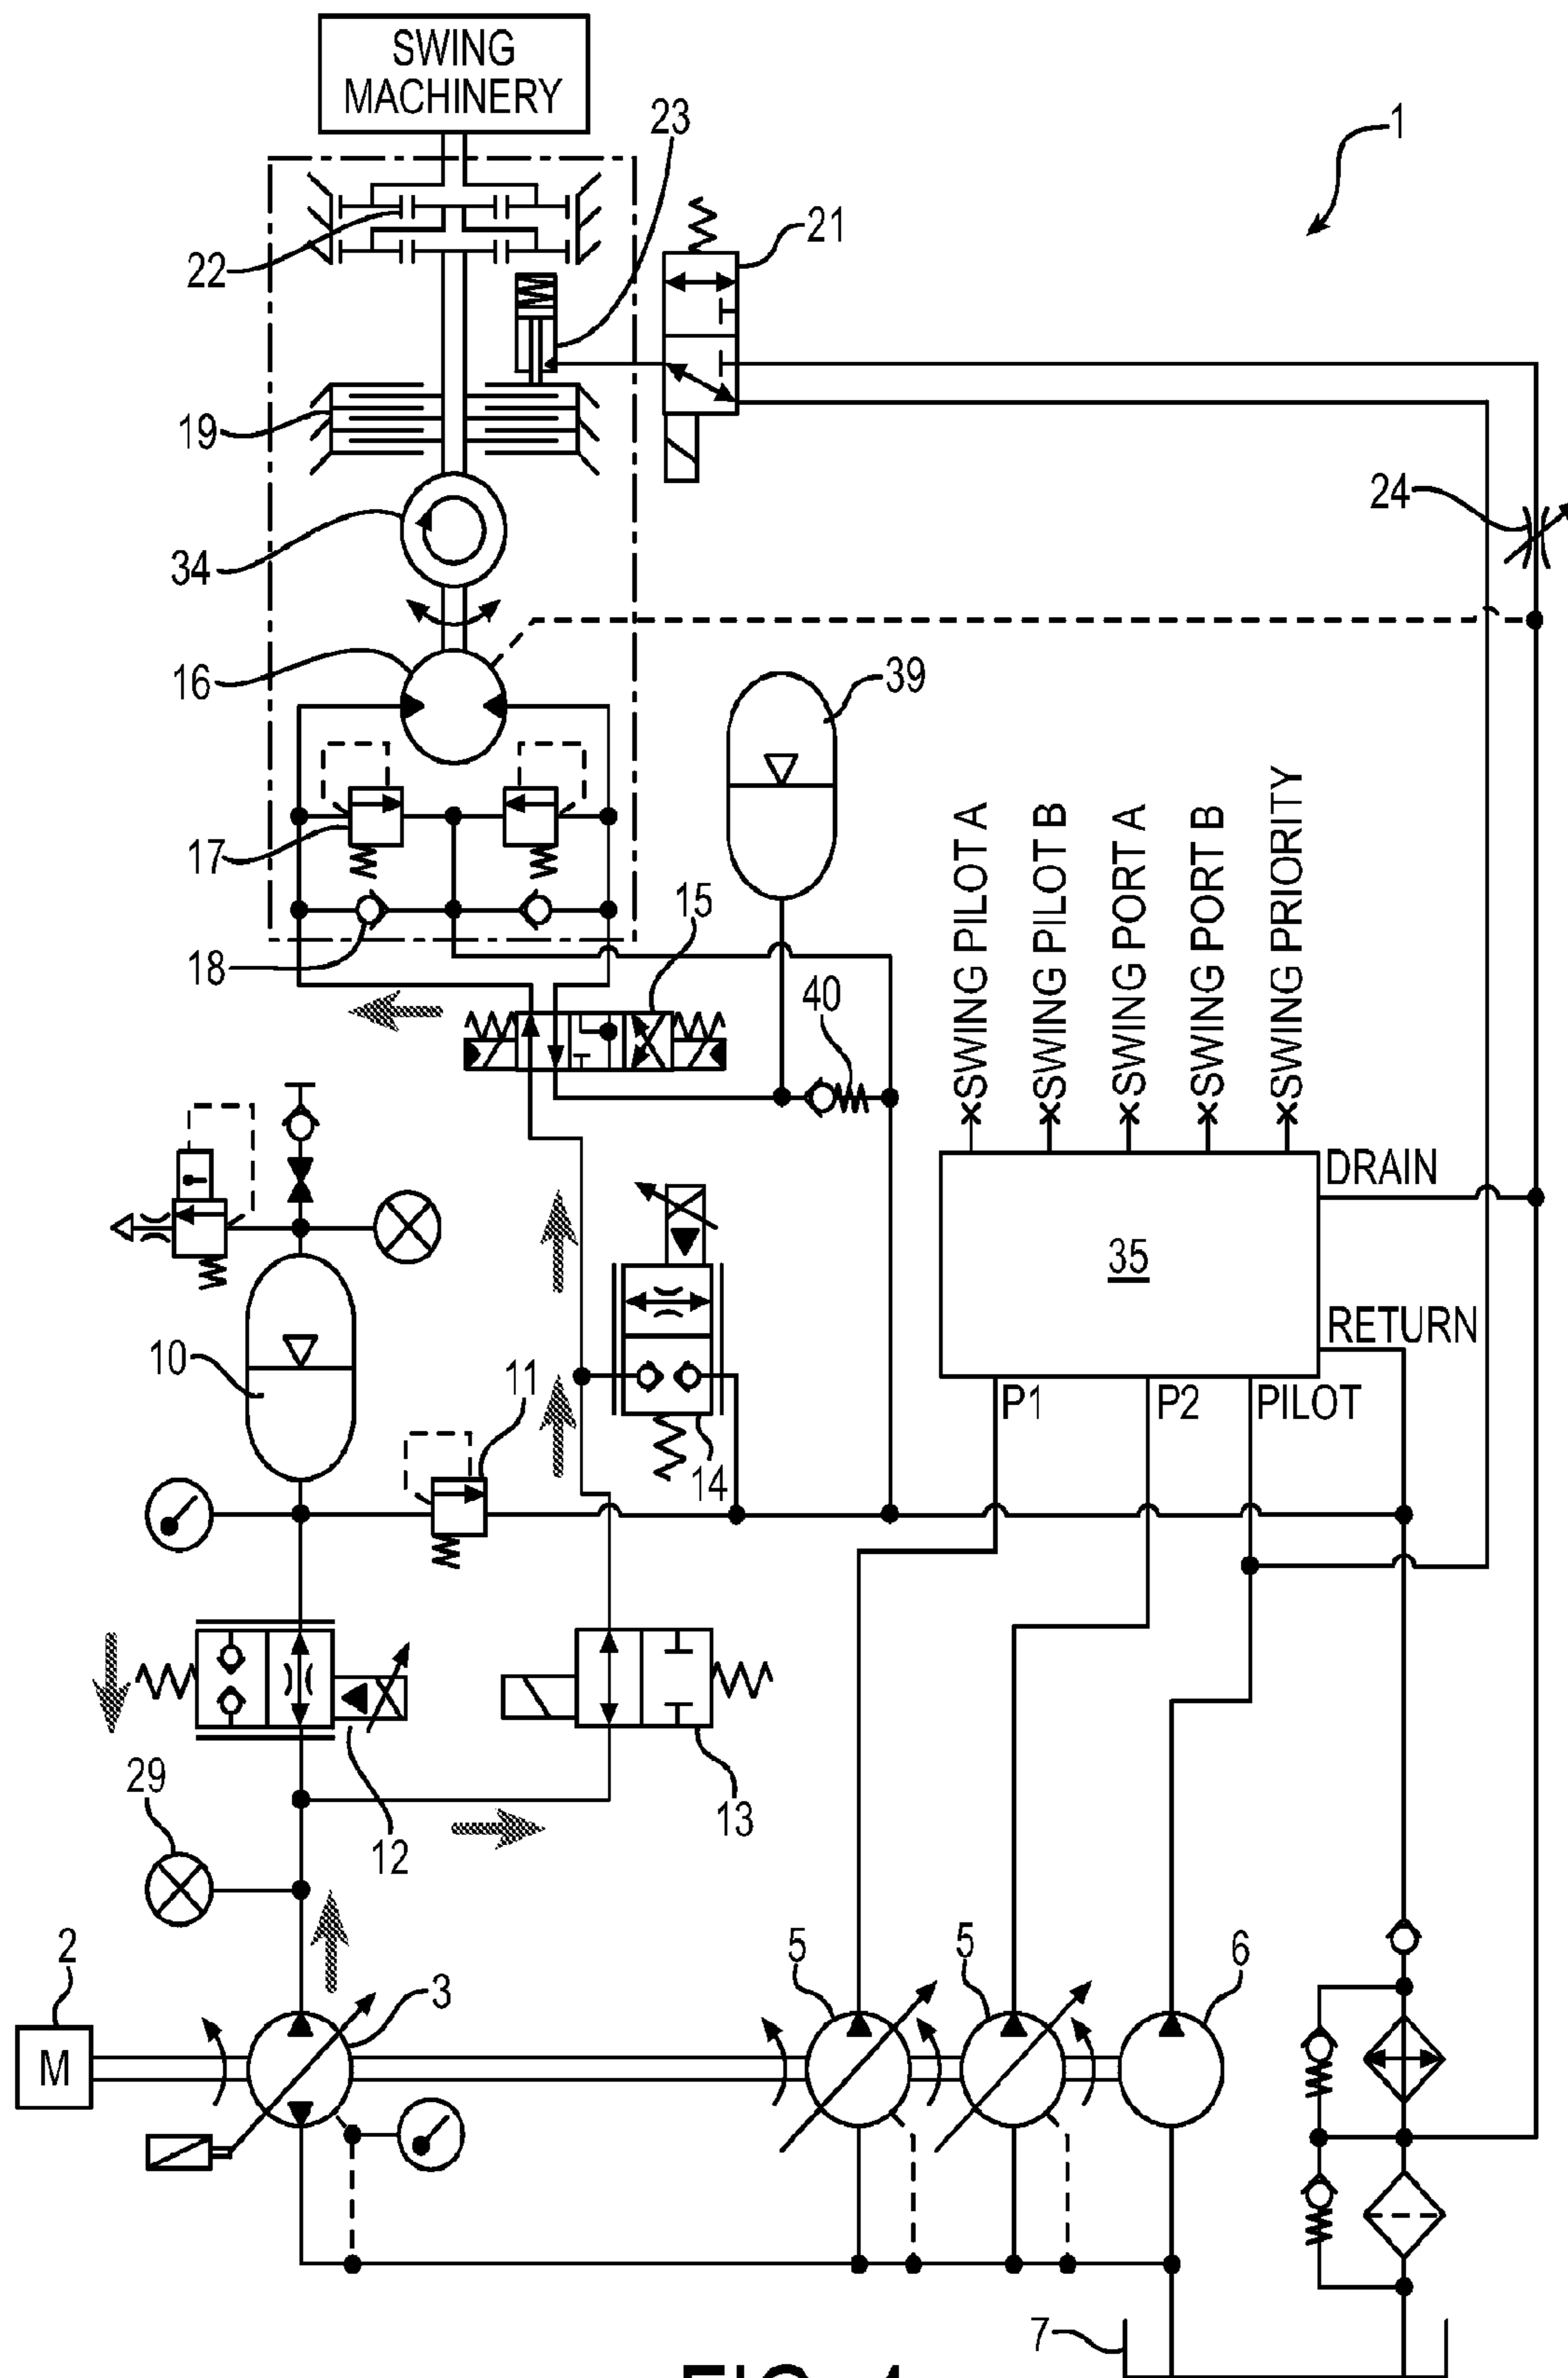 SWING
MACHINERY
23
1
21
22
19
24
34
16
39
17
15
18
40
SWING PILOT A
SWING PILOT B
SWING PORT A
SWING PORT B
SWING PRIORITY
DRAIN
35
RETURN
10
11
P1
P2
PILOT
14
29
12
13
2
3
5
5
6
M
7